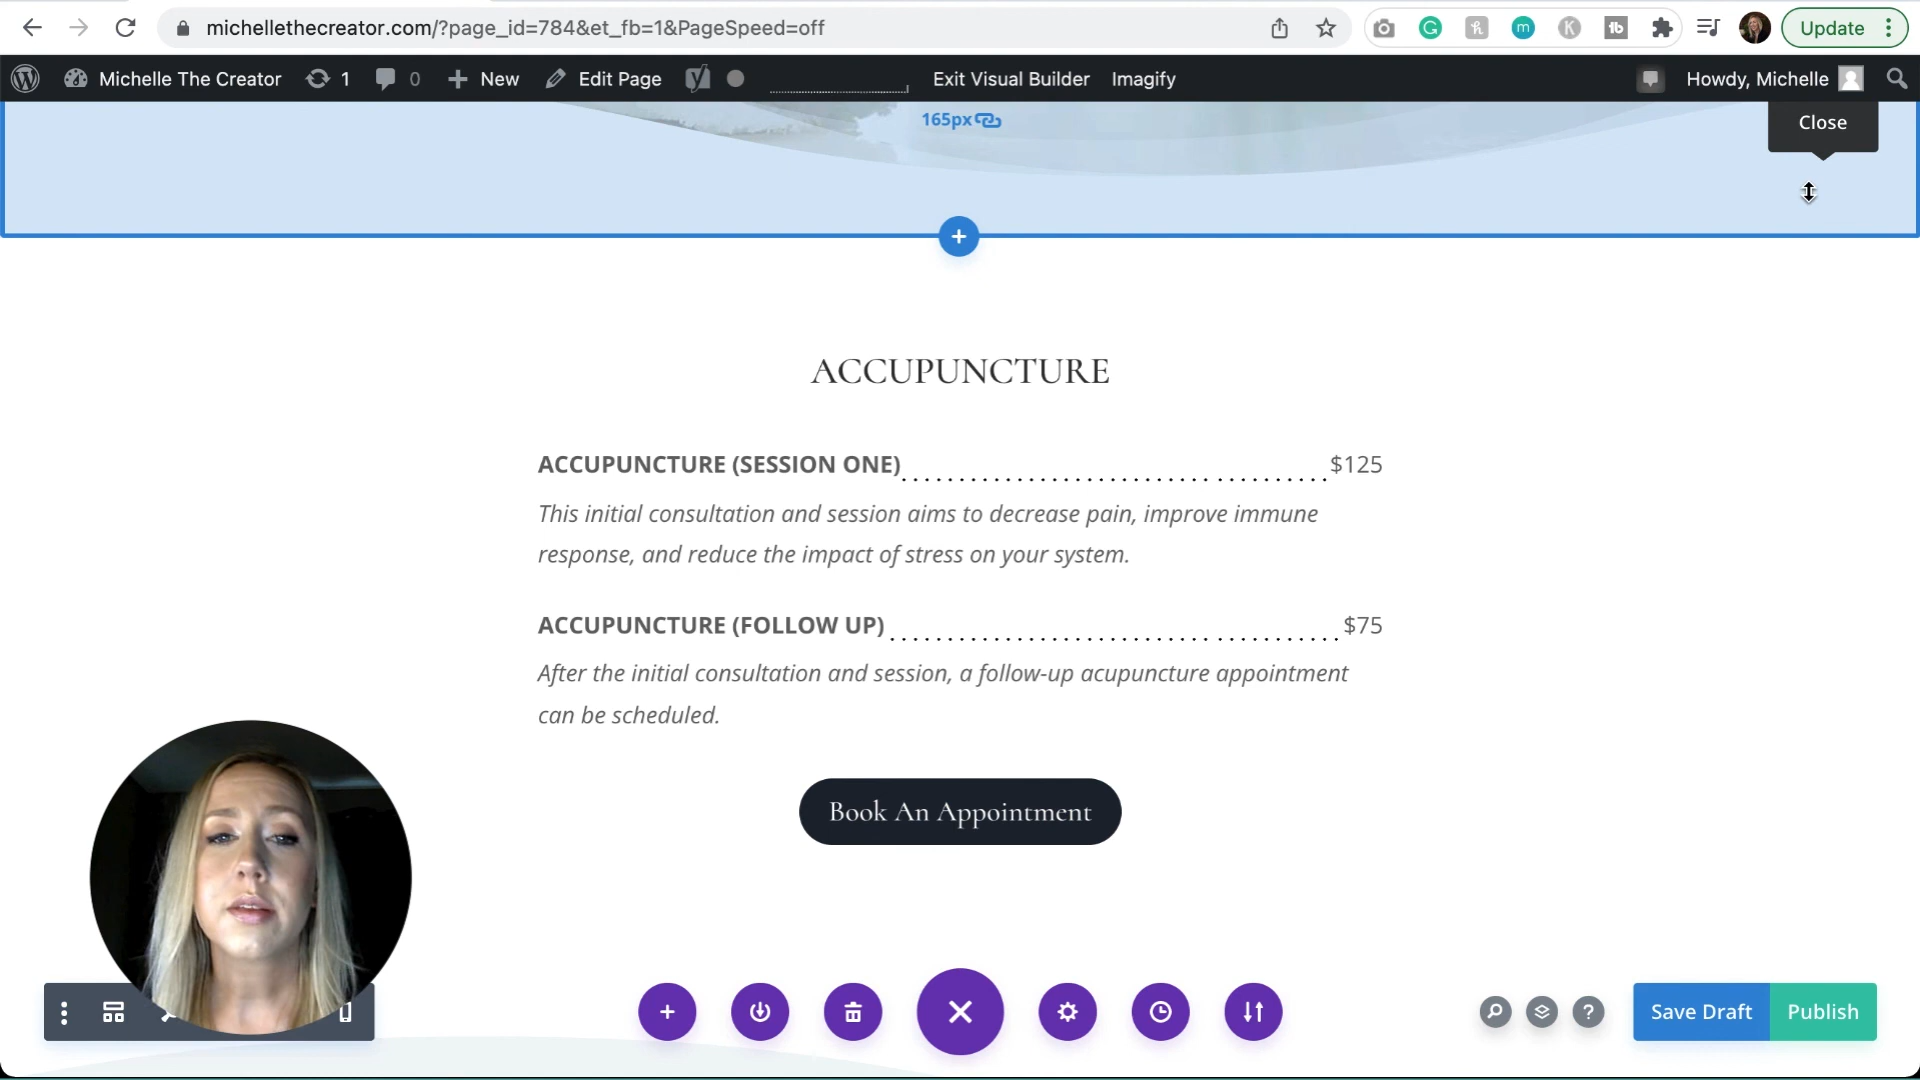 michellethecreator.com/?page_id=784&et_fb=1&PageSpeed=off
Update
Michelle The Creator
1
0
New
Edit Page
Exit Visual Builder
Imagify
Howdy, Michelle
165px
Close
ACCUPUNCTURE
ACCUPUNCTURE (SESSION ONE) $125
This initial consultation and session aims to decrease pain, improve immune
response, and reduce the impact of stress on your system.
ACCUPUNCTURE (FOLLOW UP) $75
After the initial consultation and session, a follow-up acupuncture appointment
can be scheduled.
Book An Appointment
Save Draft
Publish